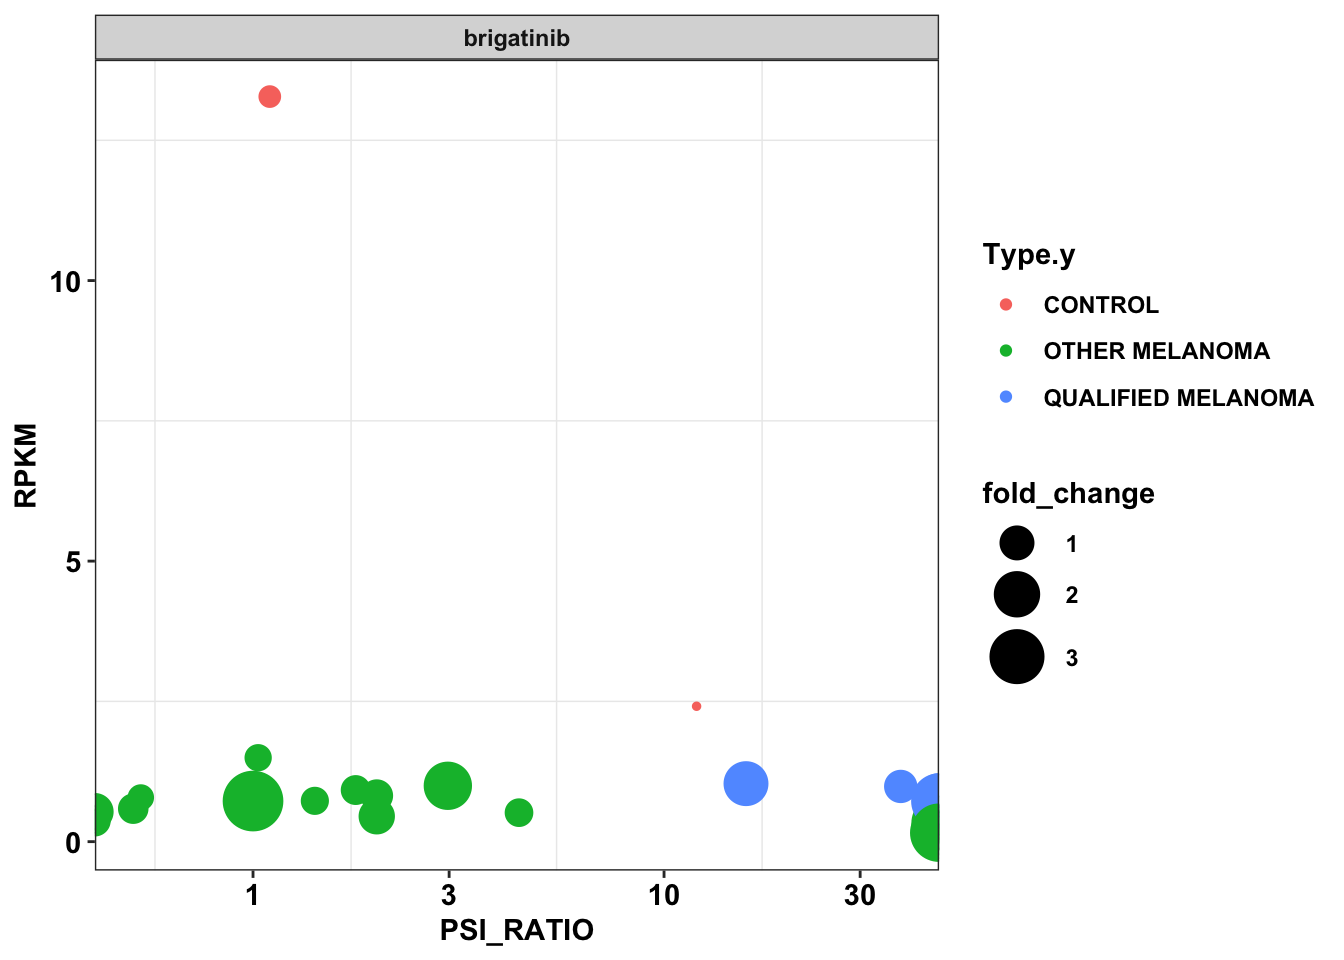 brigatinib
10
5
0
RPKM
1 3 10 30
PSI_RATIO
Type.y
CONTROL
OTHER MELANOMA
QUALIFIED MELANOMA
fold_change
1
2
3